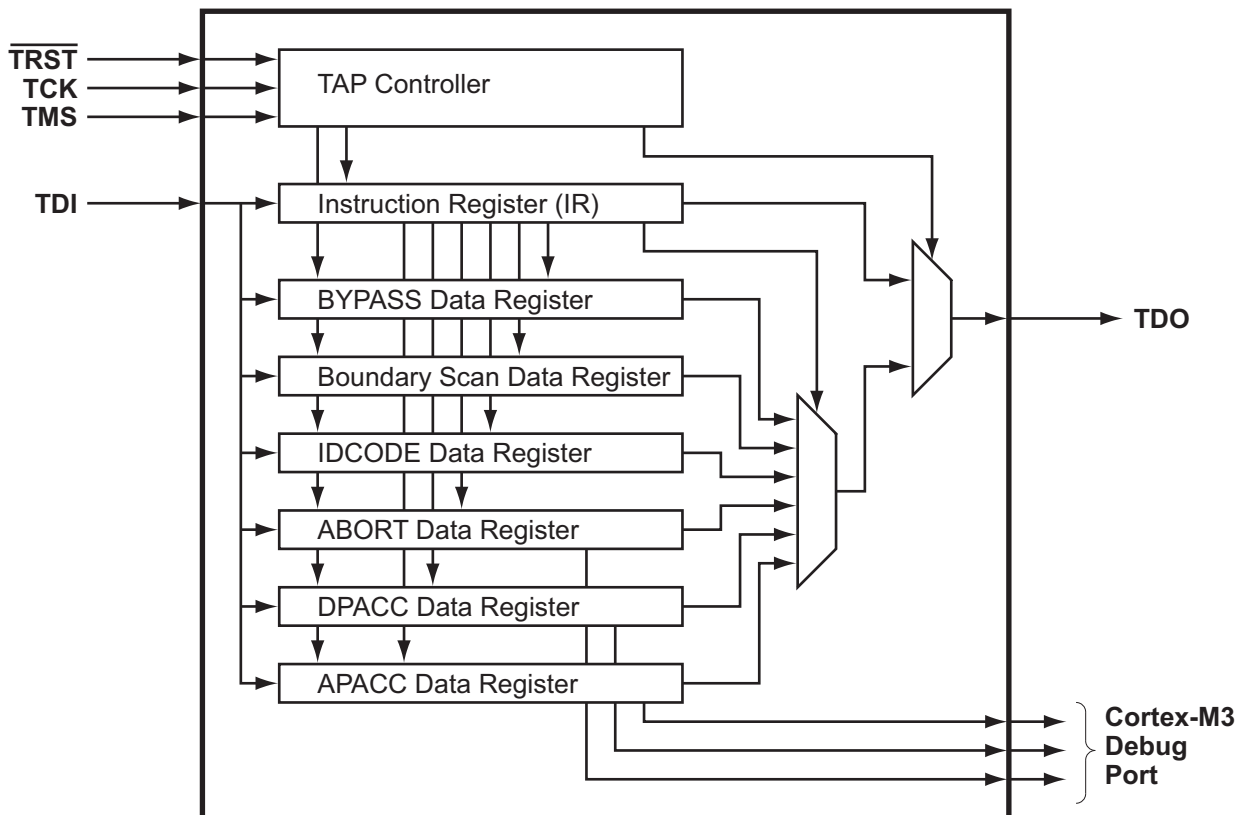 TRST
TCK
TMS
TAP Controller
TDI
Instruction Register (IR)
BYPASS Data Register
TDO
Boundary Scan Data Register
IDCODE Data Register
ABORT Data Register
DPACC Data Register
APACC Data Register
Cortex-M3
Debug
Port